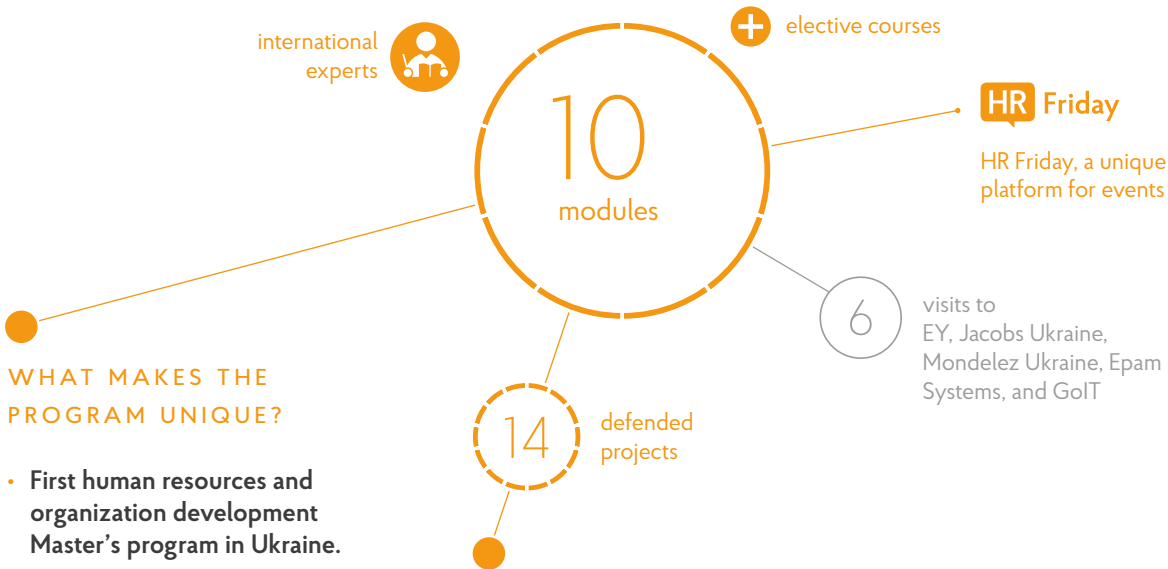 international
experts
elective courses
10
modules
HR Friday
HR Friday, a unique
platform for events
6
visits to
EY, Jacobs Ukraine,
Mondelez Ukraine, Epam
Systems, and GoIT
WHAT MAKES THE
PROGRAM UNIQUE?
14
defended
projects
• First human resources and
organization development
Master's program in Ukraine.